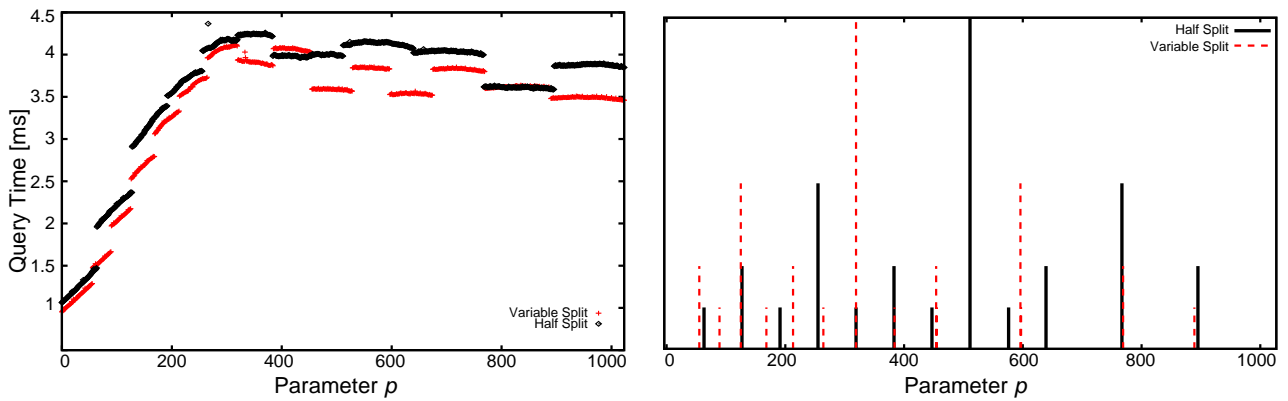 4.5
4
3.5
3
2.5
2
1.5
1
Query Time [ms]
Variable Split
Half Split
0 200 400 600 800 1000
Parameter p
Half Split
Variable Split
0 200 400 600 800 1000
Parameter p